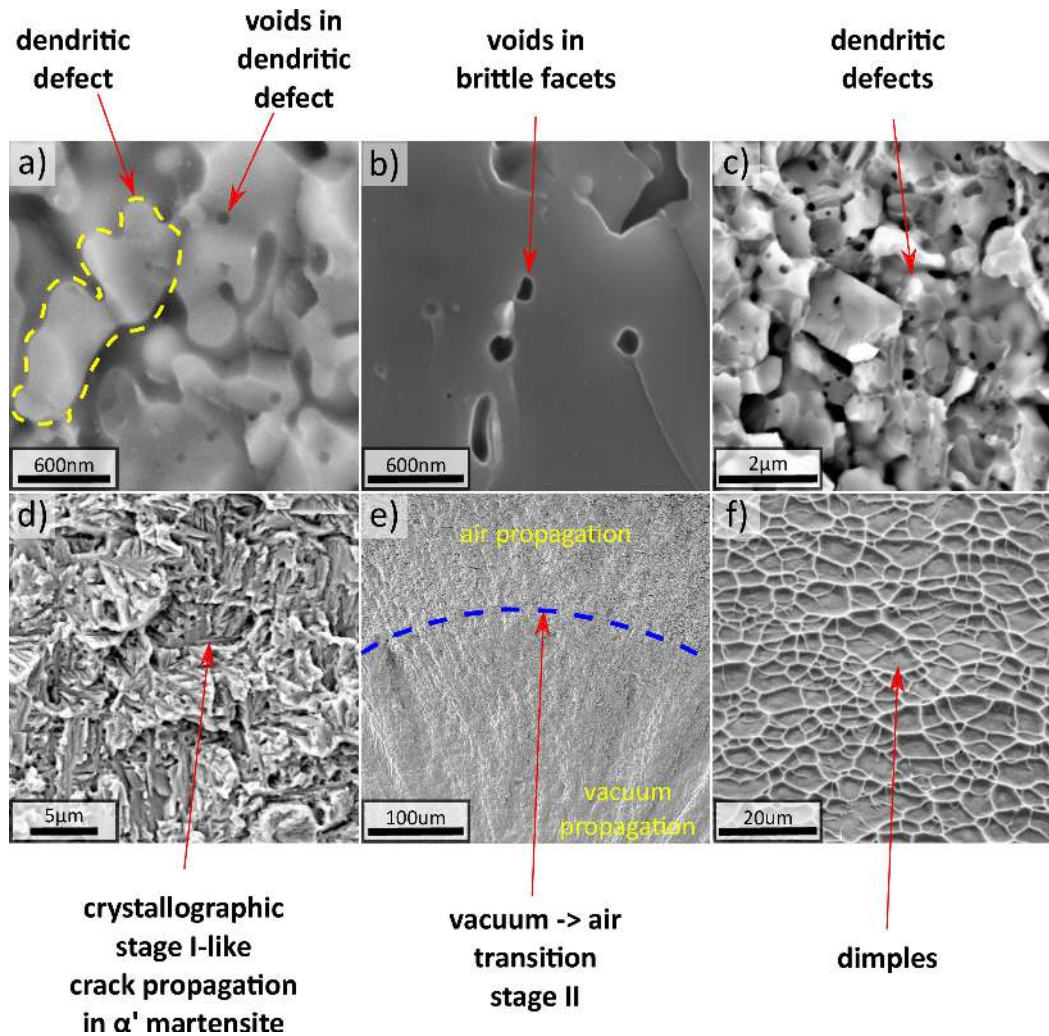 dendritic
defect
voids in
dendritic
defect
voids in
brittle facets
dendritic
defects
a)
b)
c)
600nm
600nm
2µm
d)
e)
f)
air propagation
vacuum
propagation
5µm
100um
20um
crystallographic
stage I-like
crack propagation
in α' martensite
vacuum -> air
transition
stage II
dimples